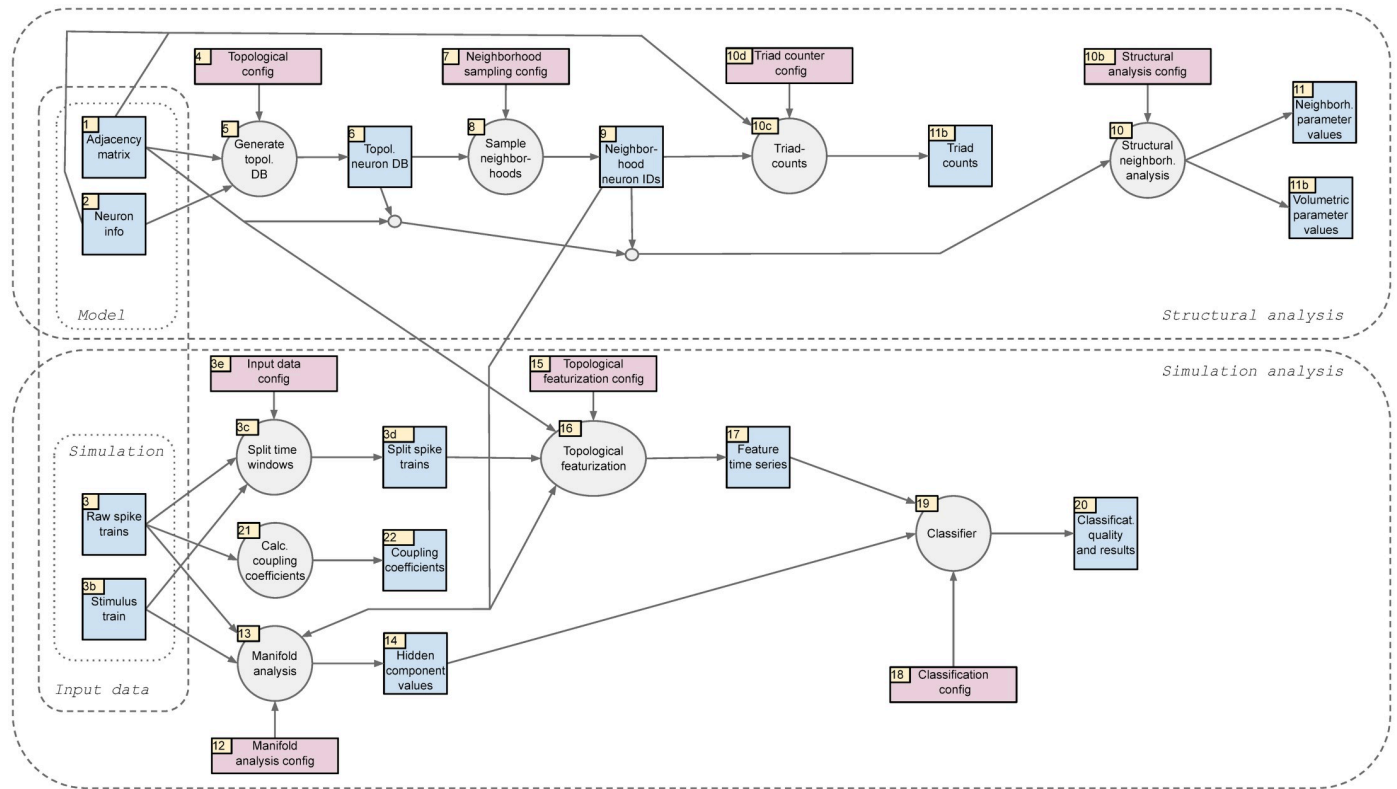 4
Topological
config
7
Neighborhood
sampling config
10d
Triad counter
config
10b
Structural
analysis config
1
Adjacency
matrix
5
Generate
topol.
DB
6
Topol.
neuron DB
8
Sample
neighbor-
hoods
9
Neighbor-
hood
neuron IDs
10c
Triad-
counts
11b
Triad
counts
10
Structural
neighborh.
analysis
11
Neighborh.
parameter
values
2
Neuron
info
11b
Volumetric
parameter
values
Model
Structural analysis
3e
Input data
config
15
Topological
featurization config
Simulation analysis
Simulation
3c
Split time
windows
3d
Split spike
trains
16
Topological
featurization
17
Feature
time series
3
Raw spike
trains
21
Calc.
coupling
coefficients
22
Coupling
coefficients
19
Classifier
20
Classificat.
quality
and results
3b
Stimulus
train
13
Manifold
analysis
14
Hidden
component
values
18
Classification
config
Input data
12
Manifold
analysis config